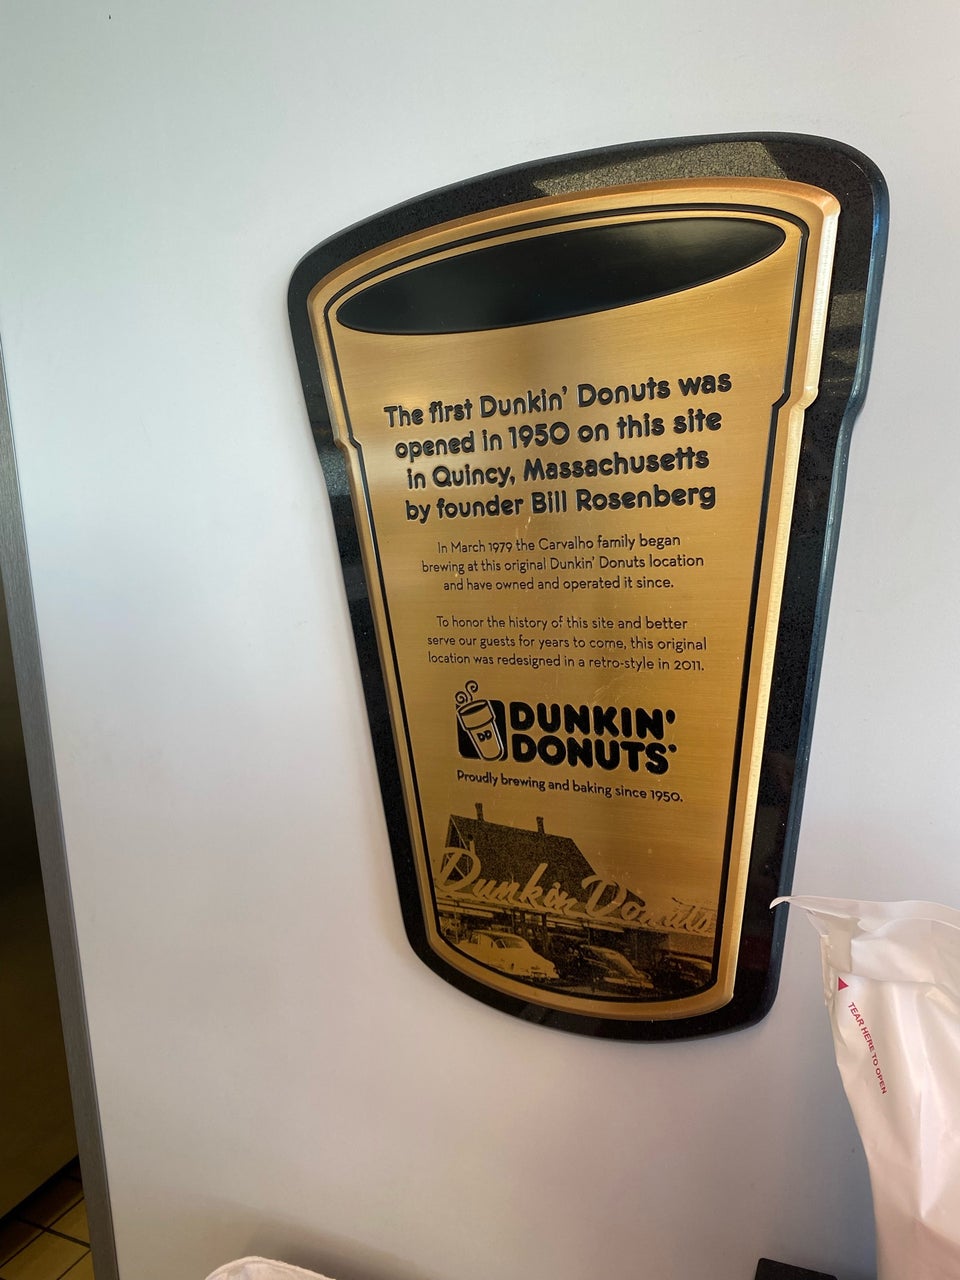 The first Dunkin' Donuts was
opened in 1950 on this site
in Quincy, Massachusetts
by founder Bill Rosenberg
In March 1979 the Carvalho family began
brewing at this original Dunkin' Donuts location
and have owned and operated it since.
To honor the history of this site and better
serve our guests for years to come, this original
location was redesigned in a retro-style in 2011.
DD
DUNKIN'
DONUTS
Proudly brewing and baking since 1950.
Dunkin Donuts
TEAR HERE TO OPEN